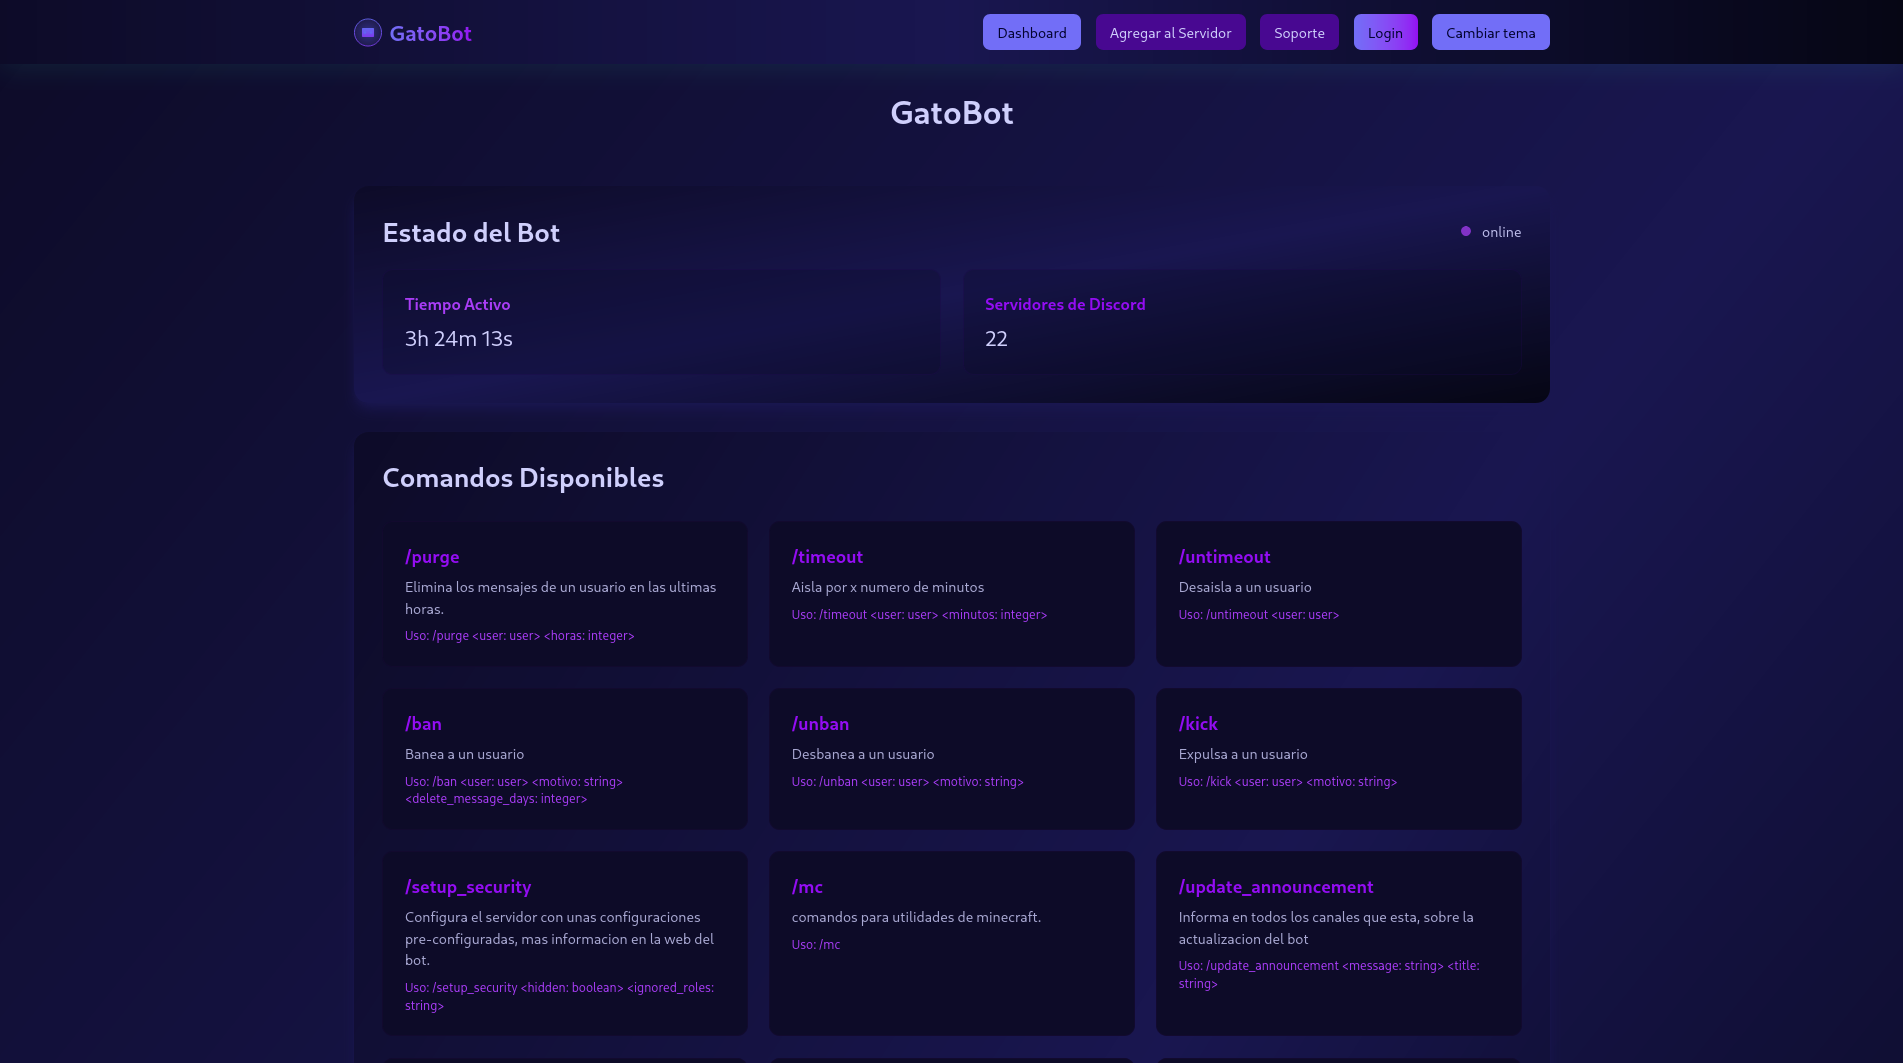 GatoBot
Dashboard
Agregar al Servidor
Soporte
Login
Cambiar tema
GatoBot
Estado del Bot
online
Tiempo Activo
3h 24m 13s
Servidores de Discord
22
Comandos Disponibles
/purge
Elimina los mensajes de un usuario en las ultimas
horas.
Uso: /purge <user: user> <horas: integer>
/timeout
Aisla por x numero de minutos
Uso: /timeout <user: user> <minutos: integer>
/untimeout
Desaisla a un usuario
Uso: /untimeout <user: user>
/ban
Banea a un usuario
Uso: /ban <user: user> <motivo: string>
<delete_message_days: integer>
/unban
Desbanea a un usuario
Uso: /unban <user: user> <motivo: string>
/kick
Expulsa a un usuario
Uso: /kick <user: user> <motivo: string>
/setup_security
Configura el servidor con unas configuraciones
pre-configuradas, mas informacion en la web del
bot.
Uso: /setup_security <hidden: boolean> <ignored_roles:
string>
/mc
comandos para utilidades de minecraft.
Uso: /mc
/update_announcement
Informa en todos los canales que esta, sobre la
actualizacion del bot
Uso: /update_announcement <message: string> <title:
string>